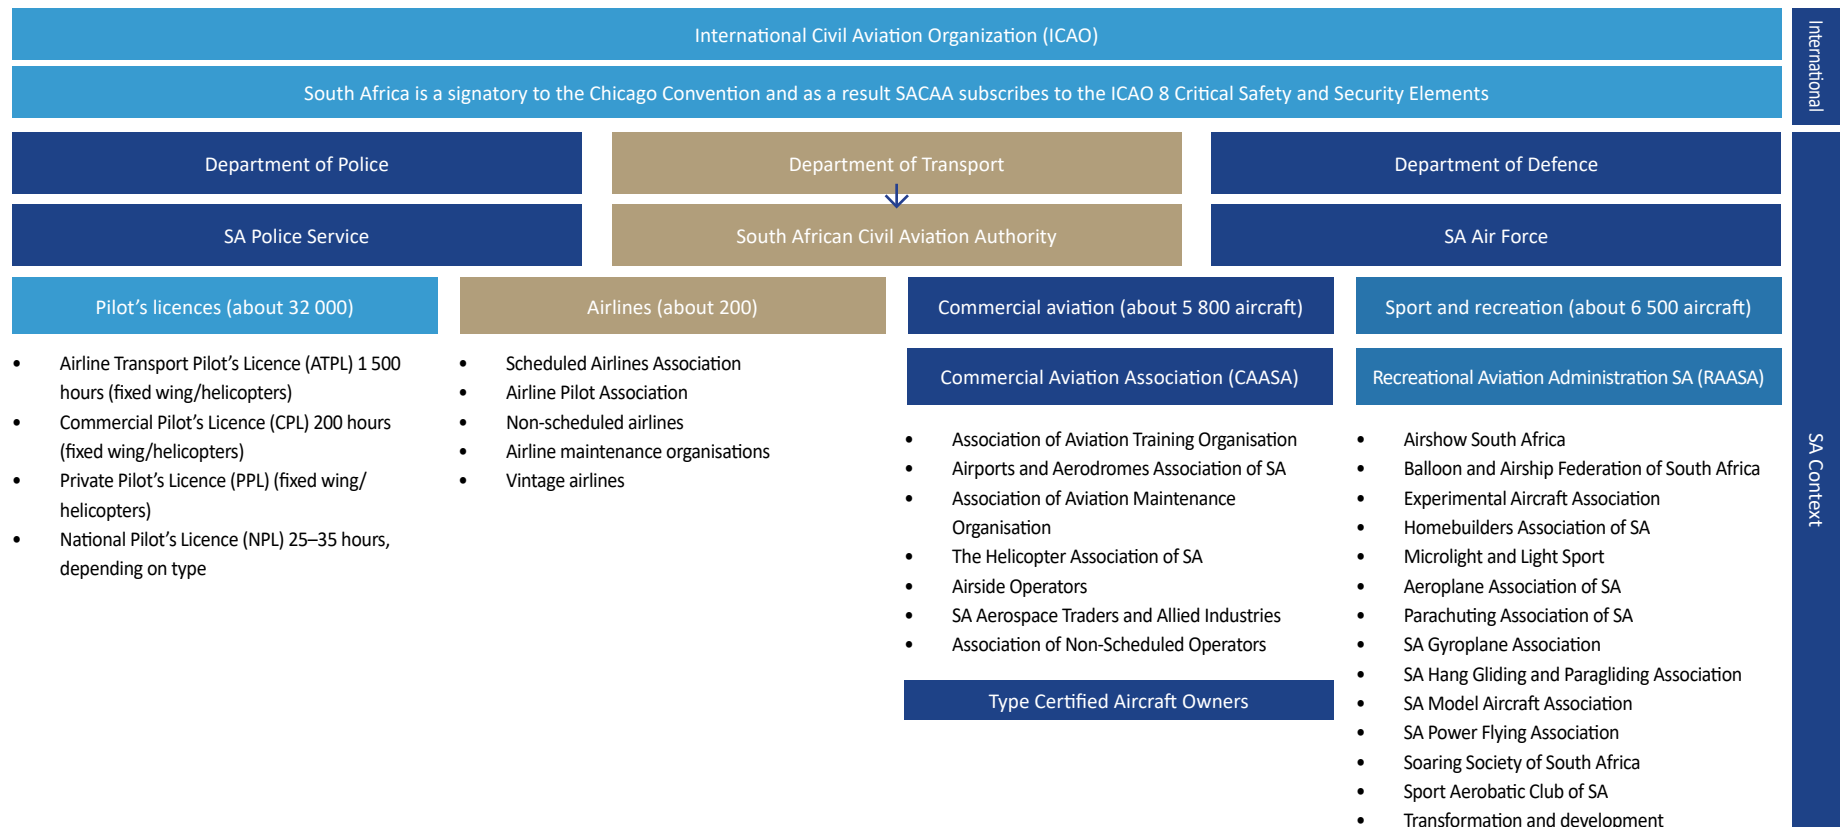 International Civil Aviation Organization (ICAO)
South Africa is a signatory to the Chicago Convention and as a result SACAA subscribes to the ICAO 8 Critical Safety and Security Elements
International
Department of Police
Department of Transport
Department of Defence
SA Police Service
South African Civil Aviation Authority
SA Air Force
SA Context
Pilot’s licences (about 32 000)
• Airline Transport Pilot’s Licence (ATPL) 1 500
hours (fixed wing/helicopters)
• Commercial Pilot’s Licence (CPL) 200 hours
(fixed wing/helicopters)
• Private Pilot’s Licence (PPL) (fixed wing/
helicopters)
• National Pilot’s Licence (NPL) 25–35 hours,
depending on type
Airlines (about 200)
• Scheduled Airlines Association
• Airline Pilot Association
• Non-scheduled airlines
• Airline maintenance organisations
• Vintage airlines
Commercial aviation (about 5 800 aircraft)
Commercial Aviation Association (CAASA)
• Association of Aviation Training Organisation
• Airports and Aerodromes Association of SA
• Association of Aviation Maintenance
Organisation
• The Helicopter Association of SA
• Airside Operators
• SA Aerospace Traders and Allied Industries
• Association of Non-Scheduled Operators
Type Certified Aircraft Owners
Sport and recreation (about 6 500 aircraft)
Recreational Aviation Administration SA (RAASA)
• Airshow South Africa
• Balloon and Airship Federation of South Africa
• Experimental Aircraft Association
• Homebuilders Association of SA
• Microlight and Light Sport
• Aeroplane Association of SA
• Parachuting Association of SA
• SA Gyroplane Association
• SA Hang Gliding and Paragliding Association
• SA Model Aircraft Association
• SA Power Flying Association
• Soaring Society of South Africa
• Sport Aerobatic Club of SA
• Transformation and development